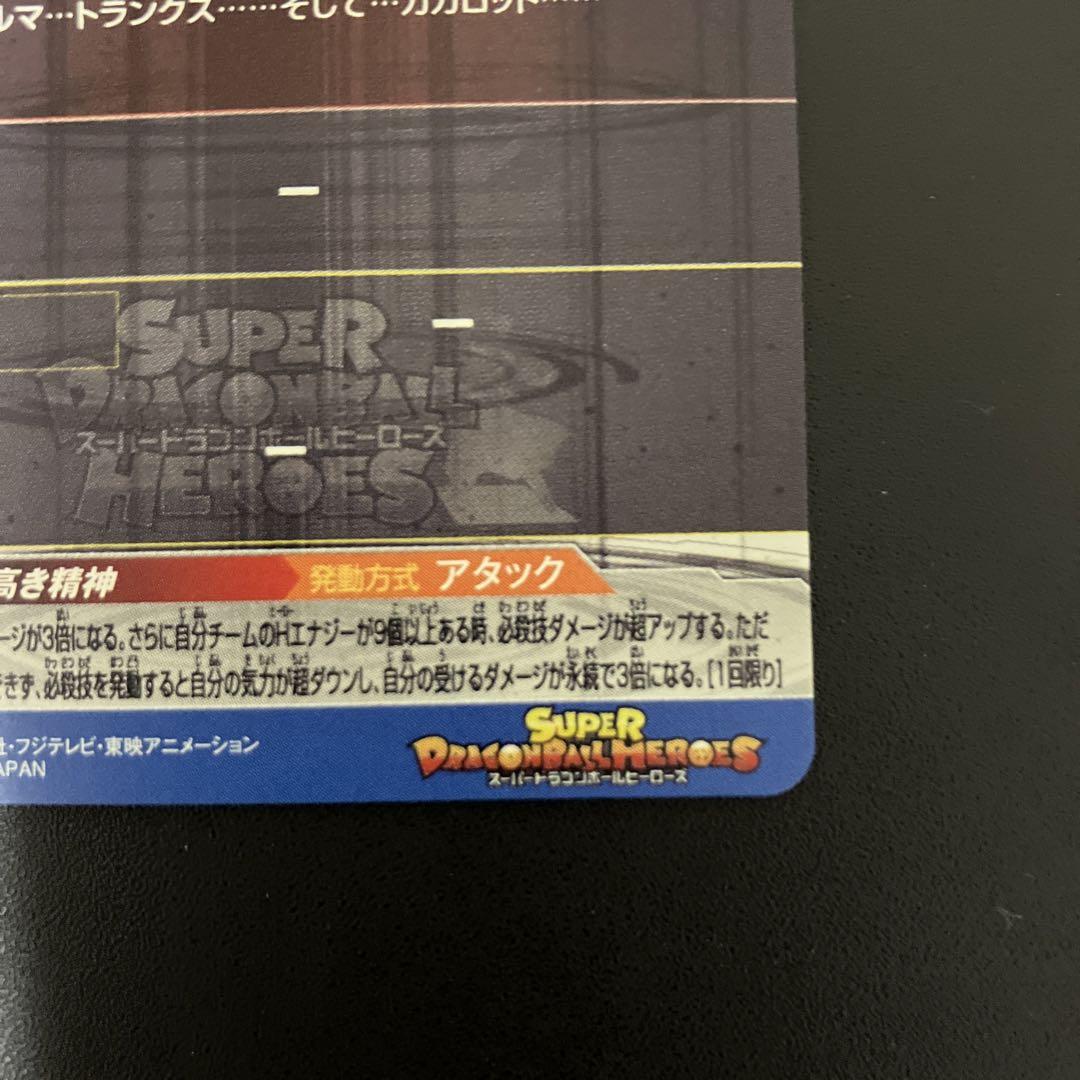 ルマ…トランクス……そして…カカロット……
SUPER
DRAGON BALL
スーパードラゴンボールヒーローズ
HEROES
高き精神
発動方式 アタック
ージが3倍になる。さらに自分チームのHエナジーが9個以上ある時、必殺技ダメージが超アップする。ただ
きず、必殺技を発動すると自分の気力が超ダウンし、自分の受けるダメージが永続で3倍になる。[1回限り]
社・フジテレビ・東映アニメーション
APAN
SUPER
DRAGON BALL HEROES
スーパードラゴンボールヒーローズ